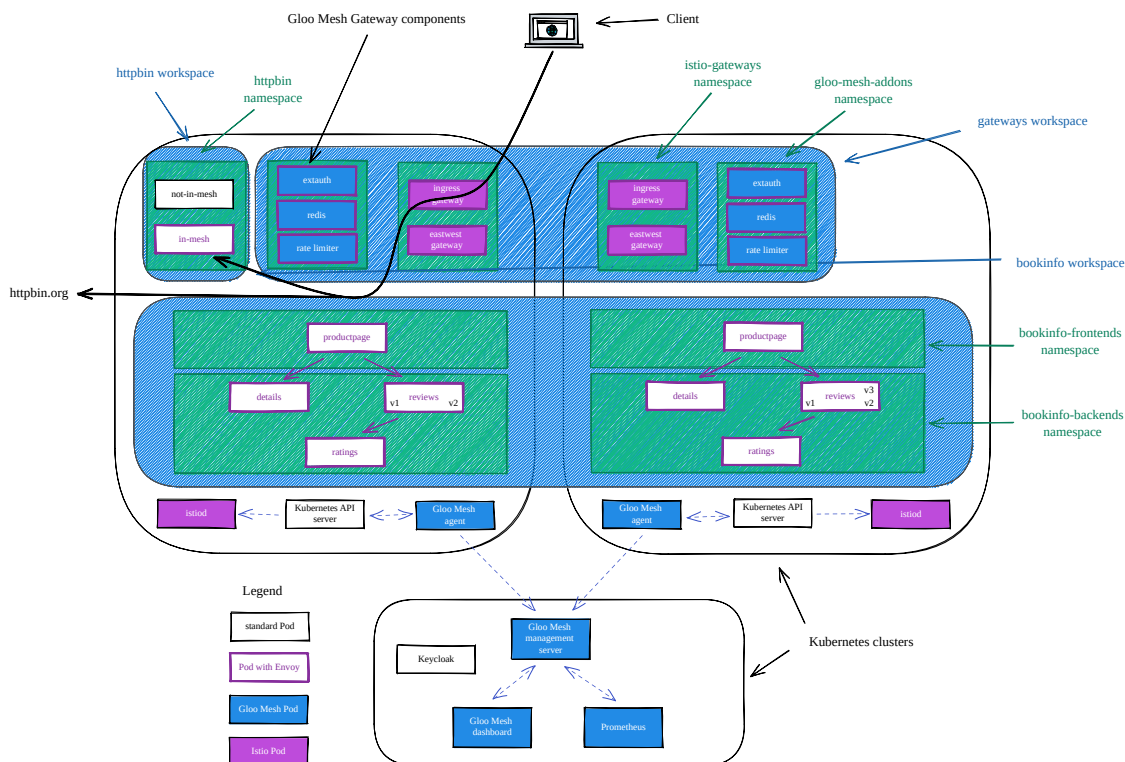 Gloo Mesh Gateway components
Client
httpbin workspace
httpbin
namespace
istio-gateways
namespace
gloo-mesh-addons
namespace
gateways workspace
not-in-mesh
in-mesh
extauth
redis
rate limiter
ingress
gateway
eastwest
gateway
ingress
gateway
eastwest
gateway
extauth
redis
rate limiter
bookinfo workspace
httpbin.org
productpage
details
reviews
v1
v2
ratings
productpage
details
reviews
v1
v3
v2
ratings
bookinfo-frontends
namespace
bookinfo-backends
namespace
istiod
Kubernetes API
server
Gloo Mesh
agent
Gloo Mesh
agent
Kubernetes API
server
istiod
Legend
standard Pod
Pod with Envoy
Gloo Mesh Pod
Istio Pod
Keycloak
Gloo Mesh
management
server
Gloo Mesh
dashboard
Prometheus
Kubernetes clusters